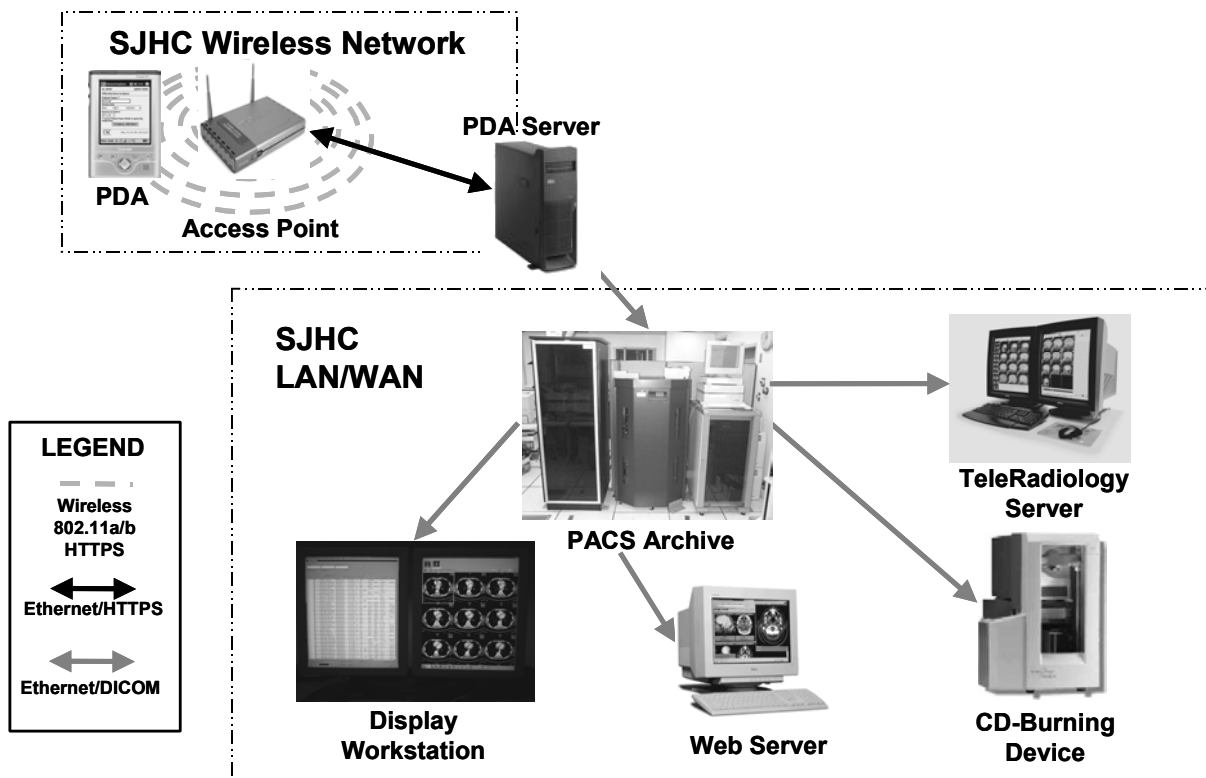 SJHC Wireless Network
PDA Server
PDA
Access Point
SJHC
LAN/WAN
LEGEND
Wireless
802.11a/b
HTTPS
Ethernet/HTTPS
Ethernet/DICOM
PACS Archive
TeleRadiology
Server
Display
Workstation
Web Server
CD-Burning
Device